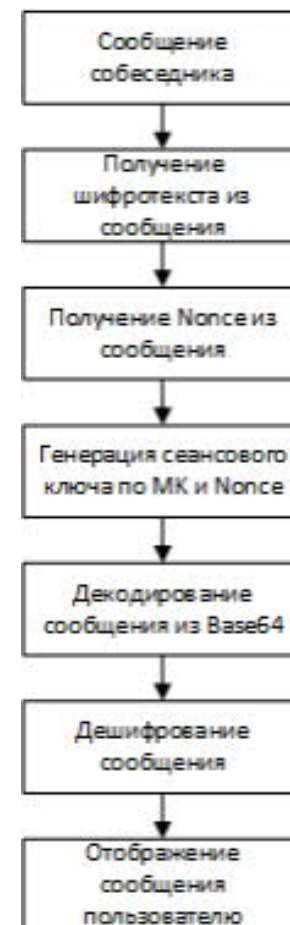 Сообщение
собеседника
Получение
шифротекста из
сообщения
Получение Nonce из
сообщения
Генерация сеансового
ключа по МК и Nonce
Декодирование
сообщения из Base64
Дешифрование
сообщения
Отображение
сообщения
пользователю